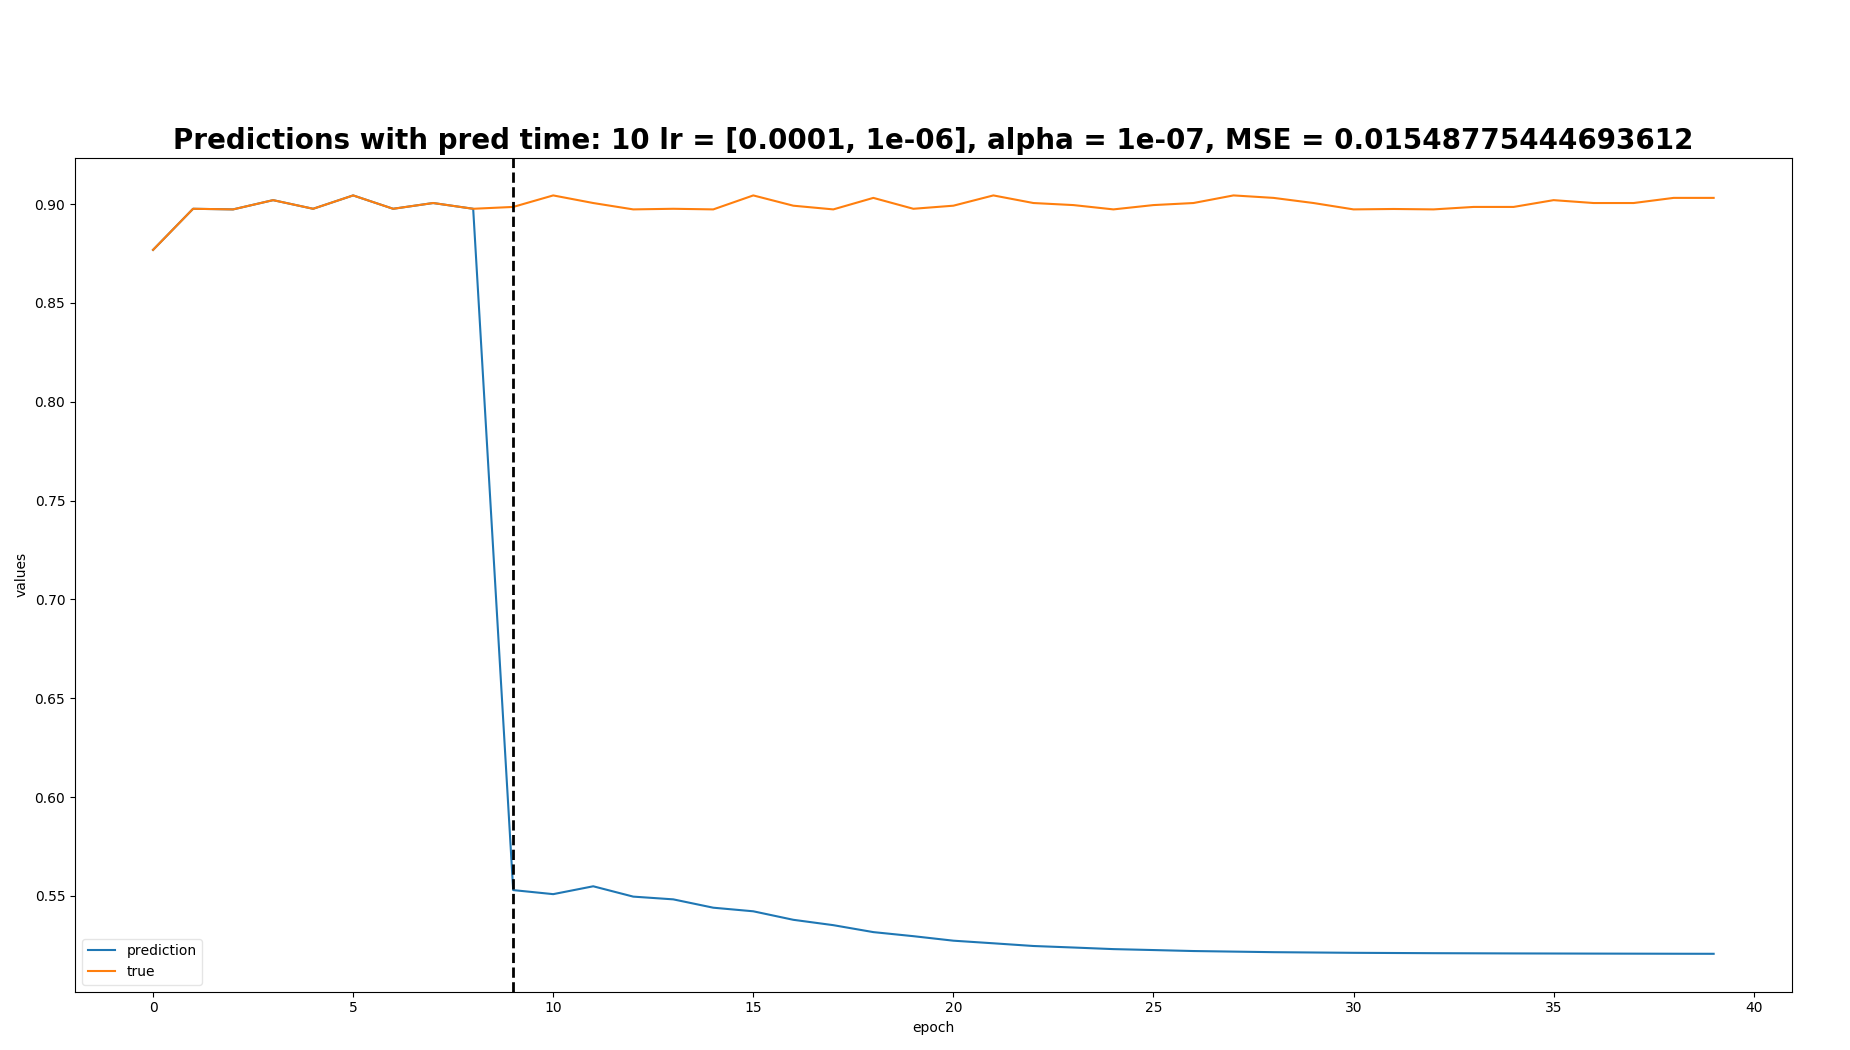 Predictions with pred time: 10 lr = [0.0001, 1e-06], alpha = 1e-07, MSE = 0.01548775444693612
0.90
0.85
0.80
0.75
0.70
0.65
0.60
0.55
values
prediction
true
0 5 10 15 20 25 30 35 40
epoch